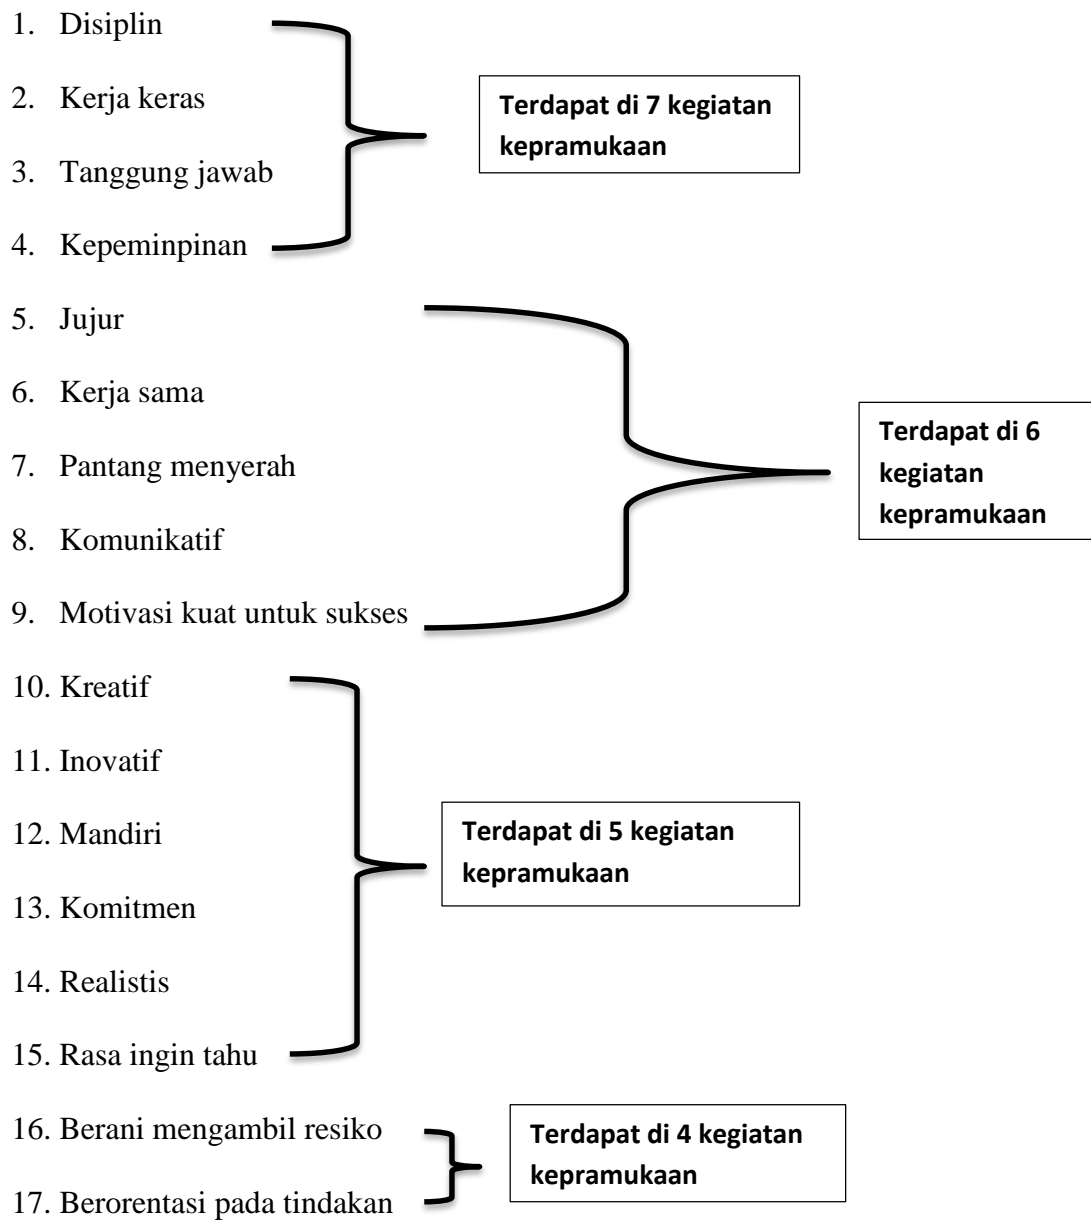 1. Disiplin
2. Kerja keras
Terdapat di 7 kegiatan
kepramukaan
3. Tanggung jawab
4. Kepeminpinan
5. Jujur
6. Kerja sama
Terdapat di 6
kegiatan
kepramukaan
7. Pantang menyerah
8. Komunikatif
9. Motivasi kuat untuk sukses
10. Kreatif
11. Inovatif
12. Mandiri
Terdapat di 5 kegiatan
kepramukaan
13. Komitmen
14. Realistis
15. Rasa ingin tahu
16. Berani mengambil resiko
Terdapat di 4 kegiatan
kepramukaan
17. Berorentasi pada tindakan